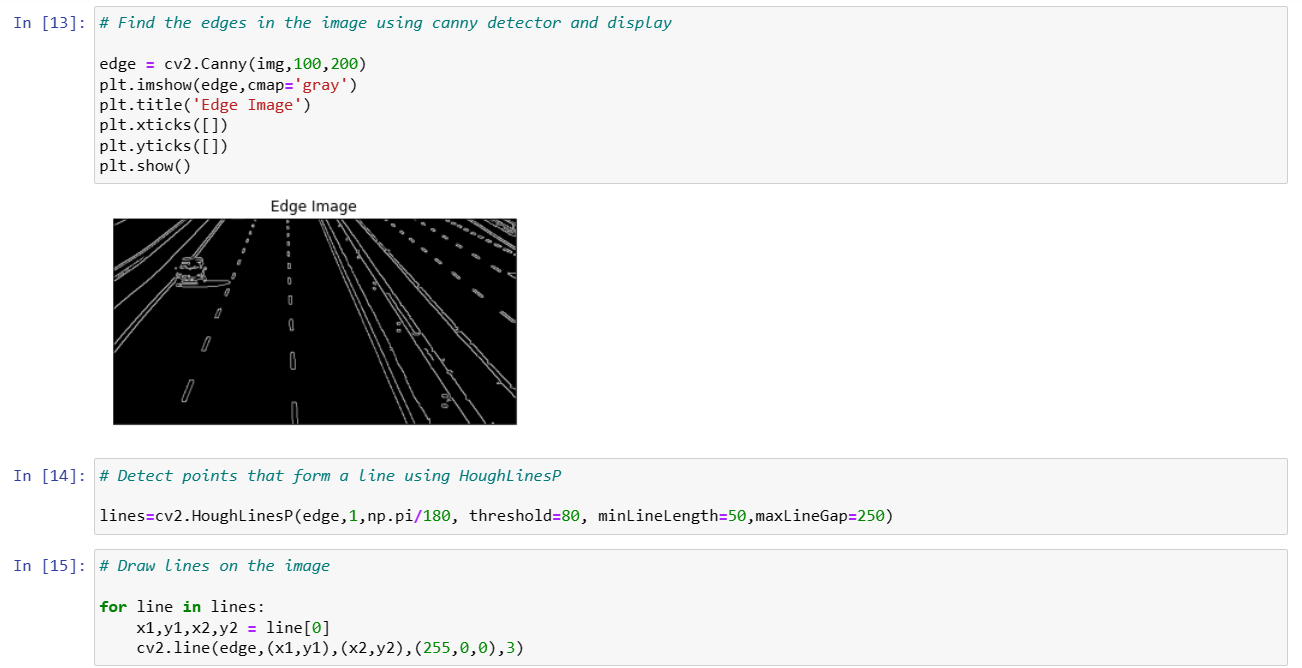 In [13]: # Find the edges in the image using canny detector and display
edge = cv2.Canny(img,100,200)
plt.imshow(edge,cmap='gray')
plt.title('Edge Image')
plt.xticks([])
plt.yticks([])
plt.show()
Edge Image
In [14]: # Detect points that form a line using HoughLinesP
lines=cv2.HoughLinesP(edge,1,np.pi/180, threshold=80, minLineLength=50,maxLineGap=250)
In [15]: # Draw lines on the image
for line in lines:
    x1,y1,x2,y2 = line[0]
    cv2.line(edge,(x1,y1),(x2,y2),(255,0,0),3)